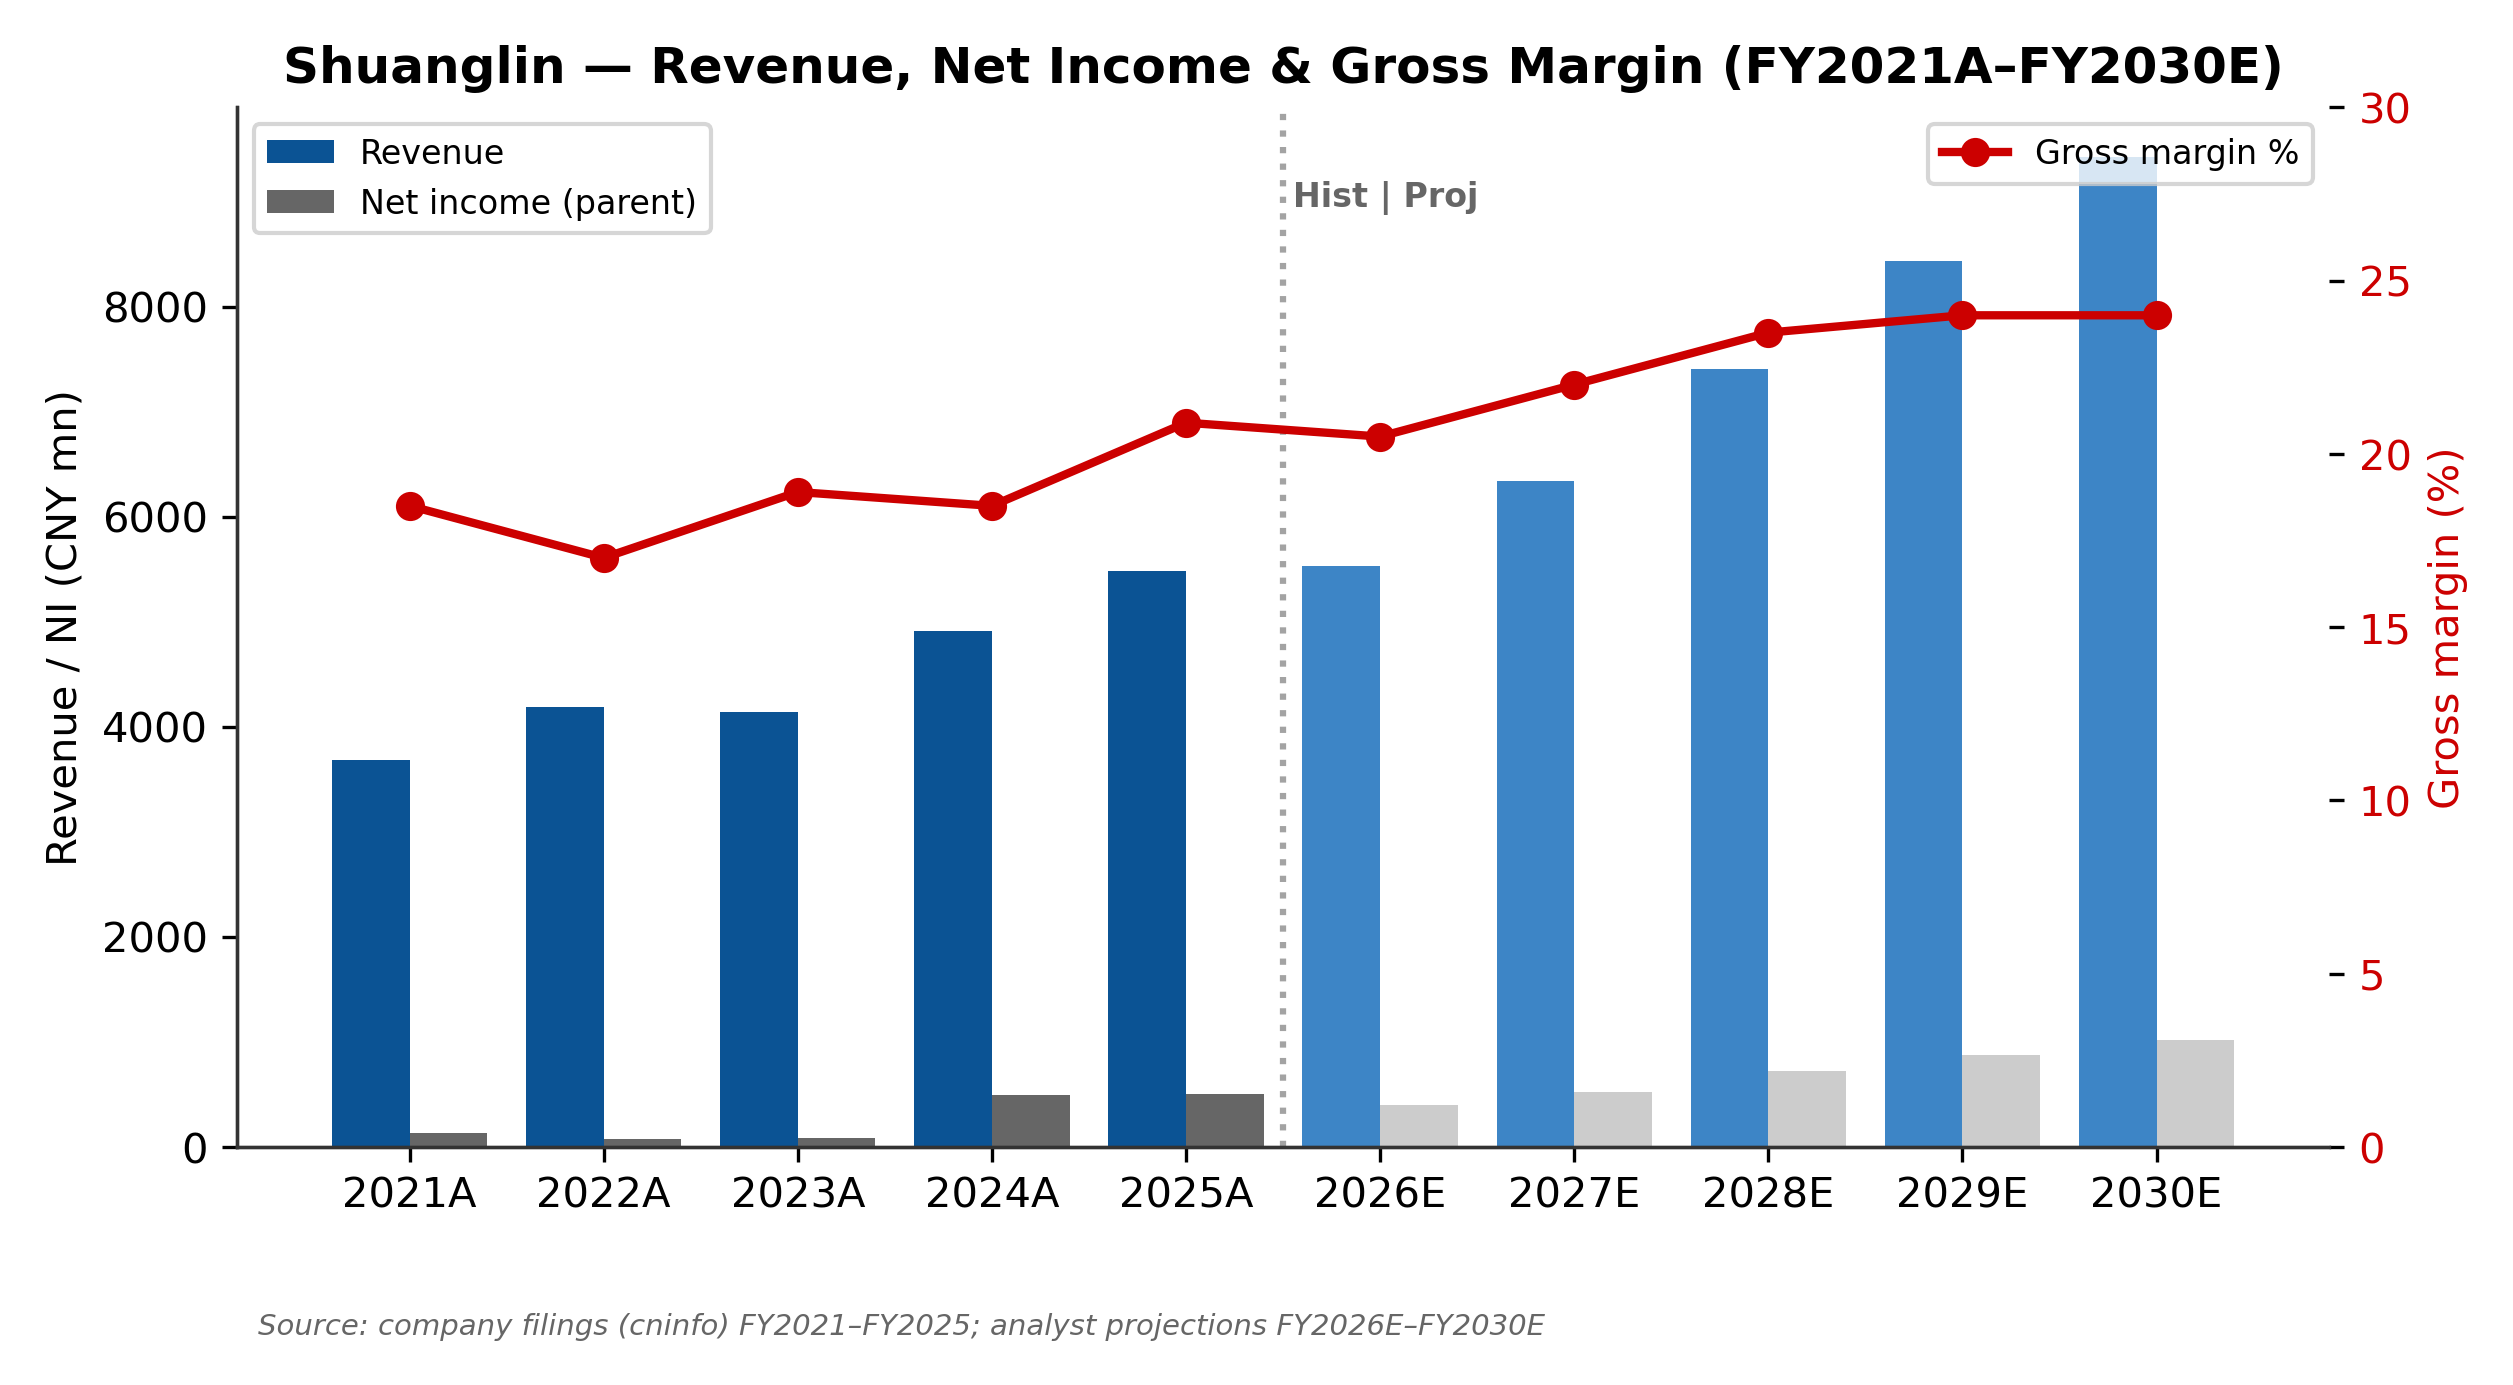 Shuanglin — Revenue, Net Income & Gross Margin (FY2021A–FY2030E)
Revenue
Net income (parent)
Gross margin %
Hist | Proj
Revenue / NI (CNY mn)
8000
6000
4000
2000
0
30
25
20
15
10
5
0
Gross margin (%)
2021A
2022A
2023A
2024A
2025A
2026E
2027E
2028E
2029E
2030E
Source: company filings (cninfo) FY2021–FY2025; analyst projections FY2026E–FY2030E